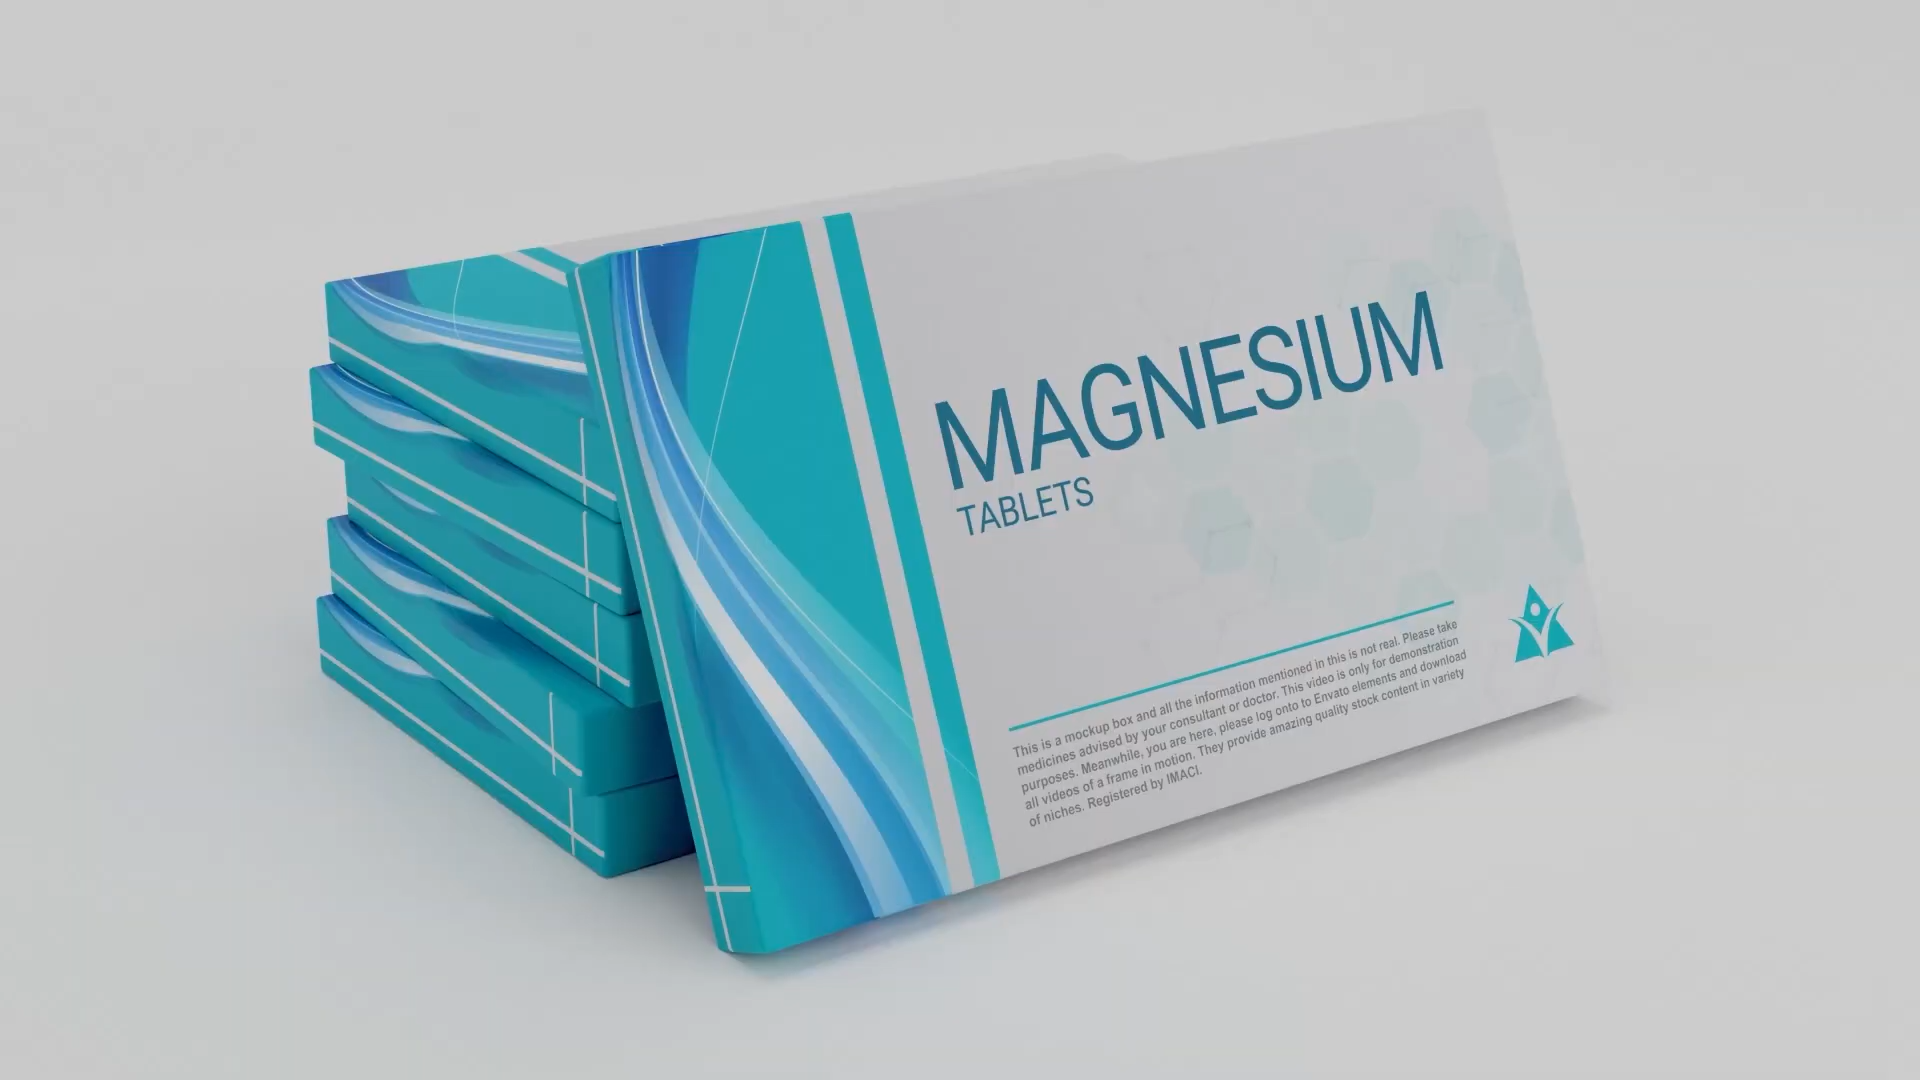 MAGNESIUM
TABLETS
This is a mockup box and all the information mentioned in this is not real. Please take
medicines advised by your consultant or doctor. This video is only for demonstration
purposes. Meanwhile, you are here, please log onto to Envato elements and download
all videos of a frame in motion. They provide amazing quality stock content in variety
of niches. Registered by IMACI.